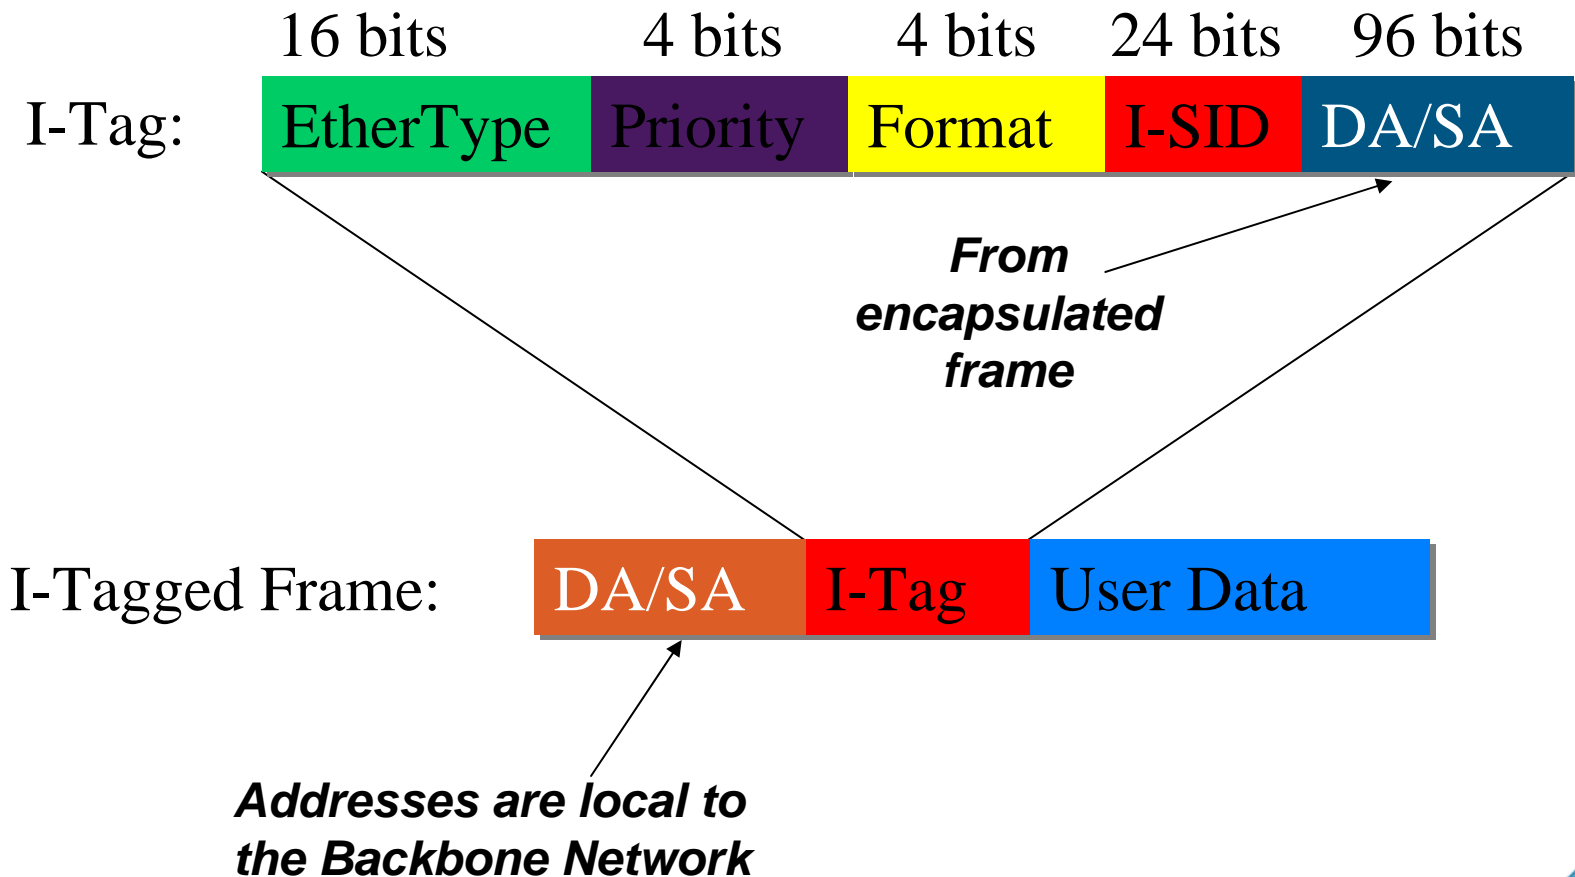 16 bits 4 bits 4 bits 24 bits 96 bits
I-Tag: EtherType Priority Format I-SID DA/SA
From
encapsulated
frame
I-Tagged Frame: DA/SA I-Tag User Data
Addresses are local to
the Backbone Network